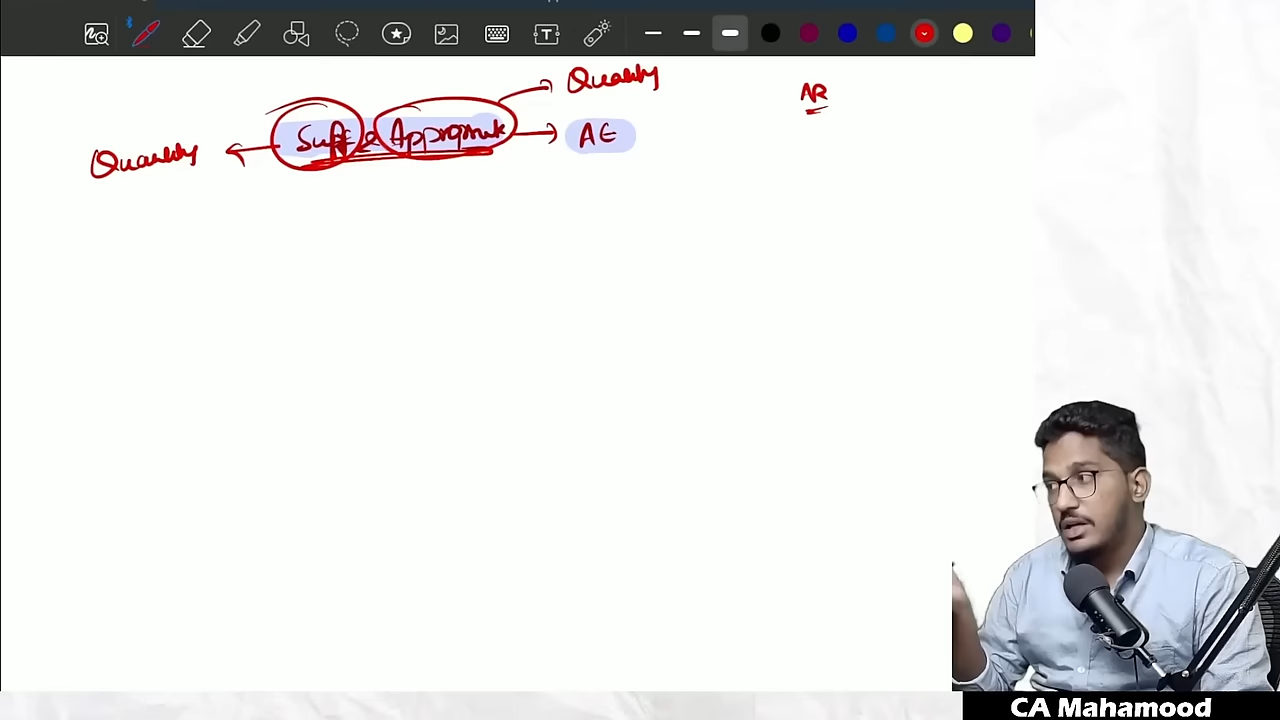 Quality
AR
Suff & Appropriate → AE
Quality
CA Mahamood